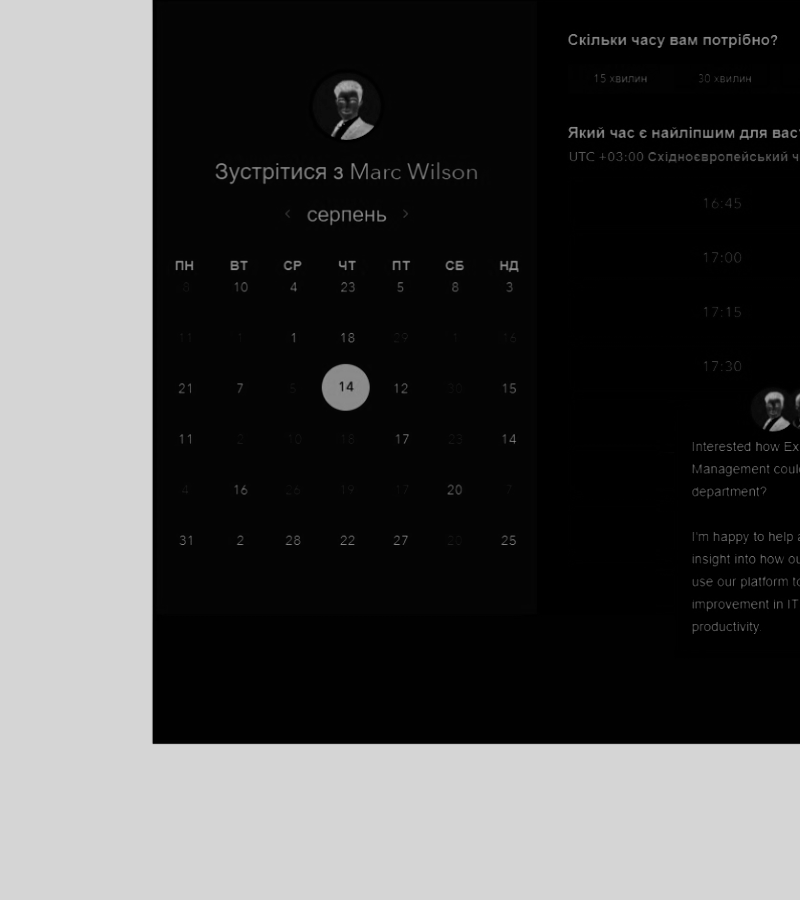 Зустрітися з Marc Wilson
‹ серпень ›
ПН ВТ СР ЧТ ПТ СБ НД
10 4 23 5 8 3
11 1 1 18 29 1 16
21 7 5 14 12 30 15
11 2 10 18 17 23 14
4 16 26 19 17 20 7
31 2 28 22 27 25
Скільки часу вам потрібно?
15 хвилин 30 хвилин
Який час є найліпшим для вас
UTC +03:00 Східноєвропейський ч
16:45
17:00
17:15
17:30
Interested how Ex
Management coul
department?
I'm happy to help a
insight into how ou
use our platform to
improvement in IT
productivity.